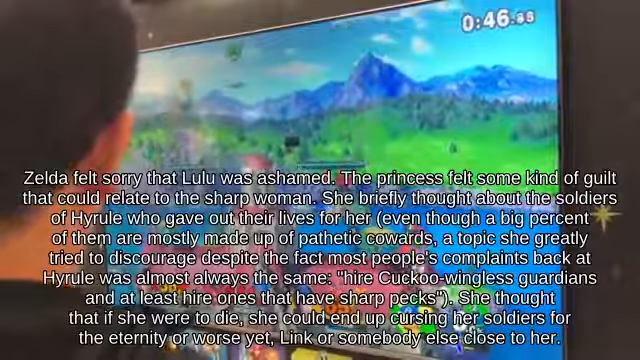 0:46.
Zelda felt sorry that Lulu was ashamed. The princess felt some kind of guilt
that could relate to the sharp woman. She briefly thought about the soldiers
of Hyrule who gave out their lives for her (even though a big percent
of them are mostly made up of pathetic cowards, a topic she greatly
tried to discourage despite the fact most people's complaints back at
Hyrule was almost always the same: "hire Cuckoo-wingless guardians
and at least hire ones that have sharp pecks"). She thought
that if she were to die, she could end up cursing her soldiers for
the eternity or worse yet, Link or somebody else close to her.